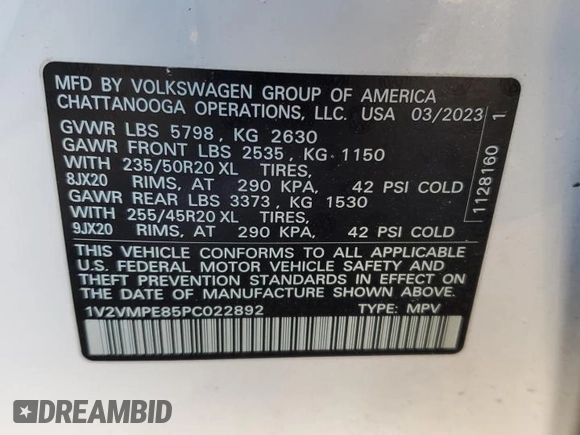 MFD BY VOLKSWAGEN GROUP OF AMERICA
CHATTANOOGA OPERATIONS, LLC. USA 03/2023
GVWR LBS 5798, KG 2630
GAWR FRONT LBS 2535, KG 1150
WITH 235/50R20 XL TIRES,
8JX20 RIMS, AT 290 KPA, 42 PSI COLD
GAWR REAR LBS 3373, KG 1530
WITH 255/45R20 XL TIRES,
9JX20 RIMS, AT 290 KPA, 42 PSI COLD
THIS VEHICLE CONFORMS TO ALL APPLICABLE
U.S. FEDERAL MOTOR VEHICLE SAFETY AND
THEFT PREVENTION STANDARDS IN EFFECT ON
THE DATE OF MANUFACTURE SHOWN ABOVE.
1V2VMPE85PC022892 TYPE: MPV
1128160 1
DREAMBID